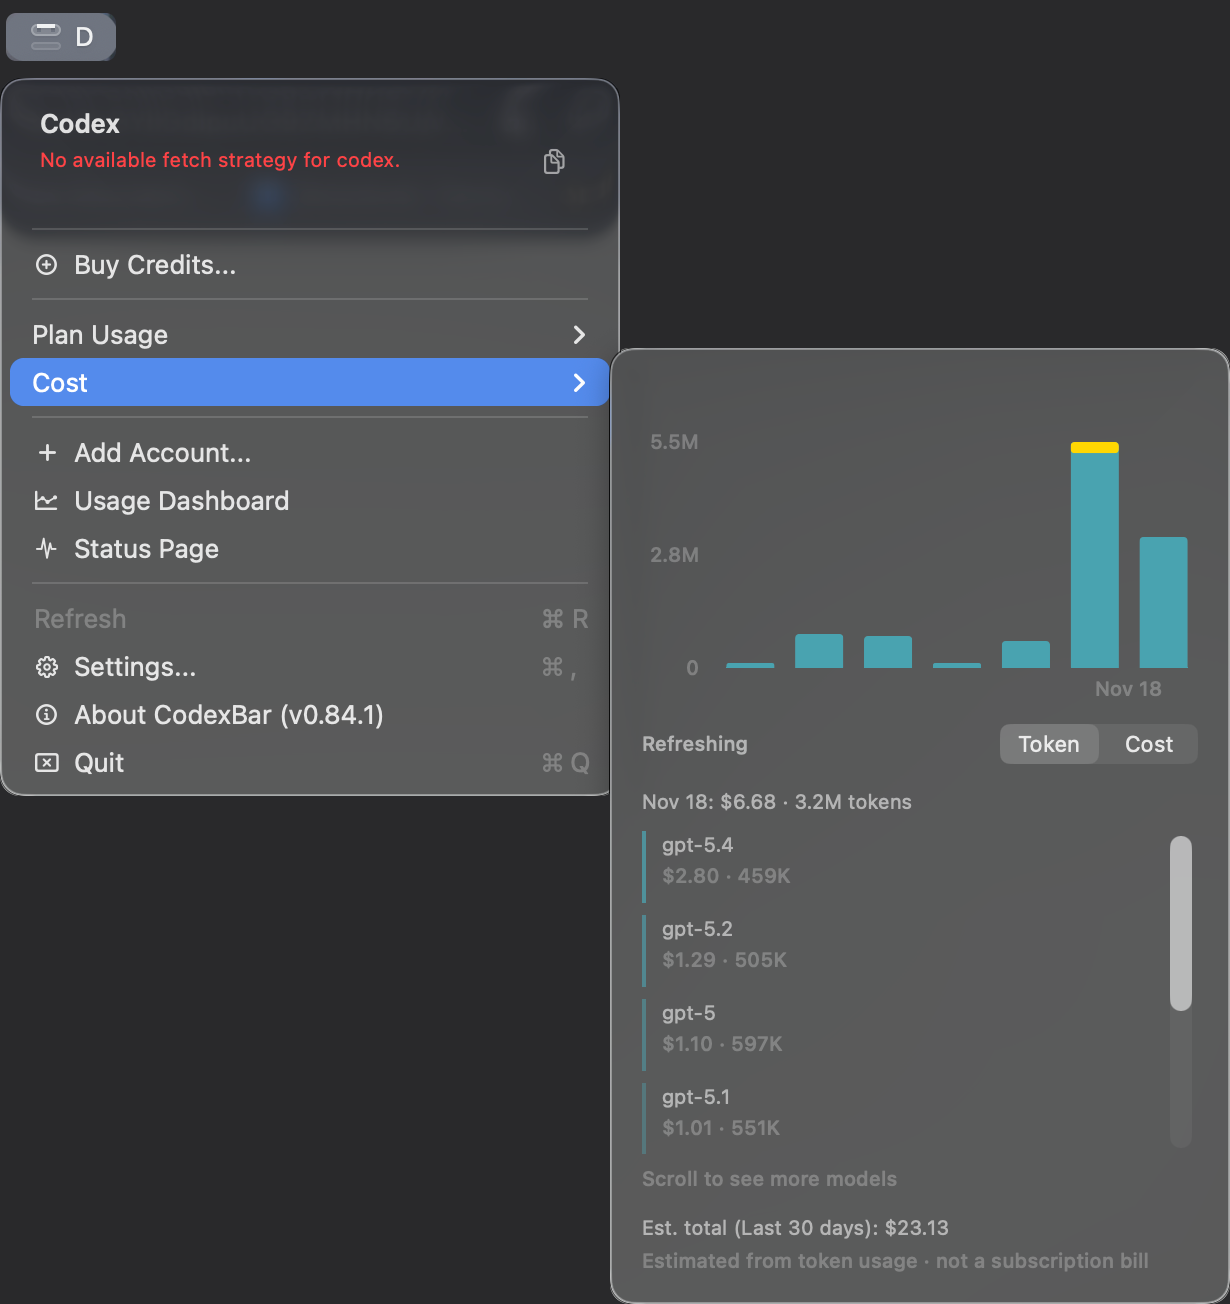 D
Codex
No available fetch strategy for codex.
Buy Credits...
Plan Usage
Cost
Add Account...
Usage Dashboard
Status Page
Refresh ⌘ R
Settings... ⌘ ,
About CodexBar (v0.84.1)
Quit ⌘ Q
5.5M
2.8M
0
Nov 18
Refreshing
Token Cost
Nov 18: $6.68 · 3.2M tokens
gpt-5.4
$2.80 · 459K
gpt-5.2
$1.29 · 505K
gpt-5
$1.10 · 597K
gpt-5.1
$1.01 · 551K
Scroll to see more models
Est. total (Last 30 days): $23.13
Estimated from token usage · not a subscription bill